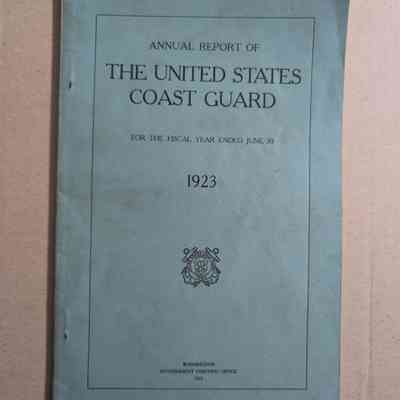 ANNUAL REPORT OF
THE UNITED STATES
COAST GUARD
FOR THE FISCAL YEAR ENDED JUNE 30
1923
WASHINGTON
GOVERNMENT PRINTING OFFICE